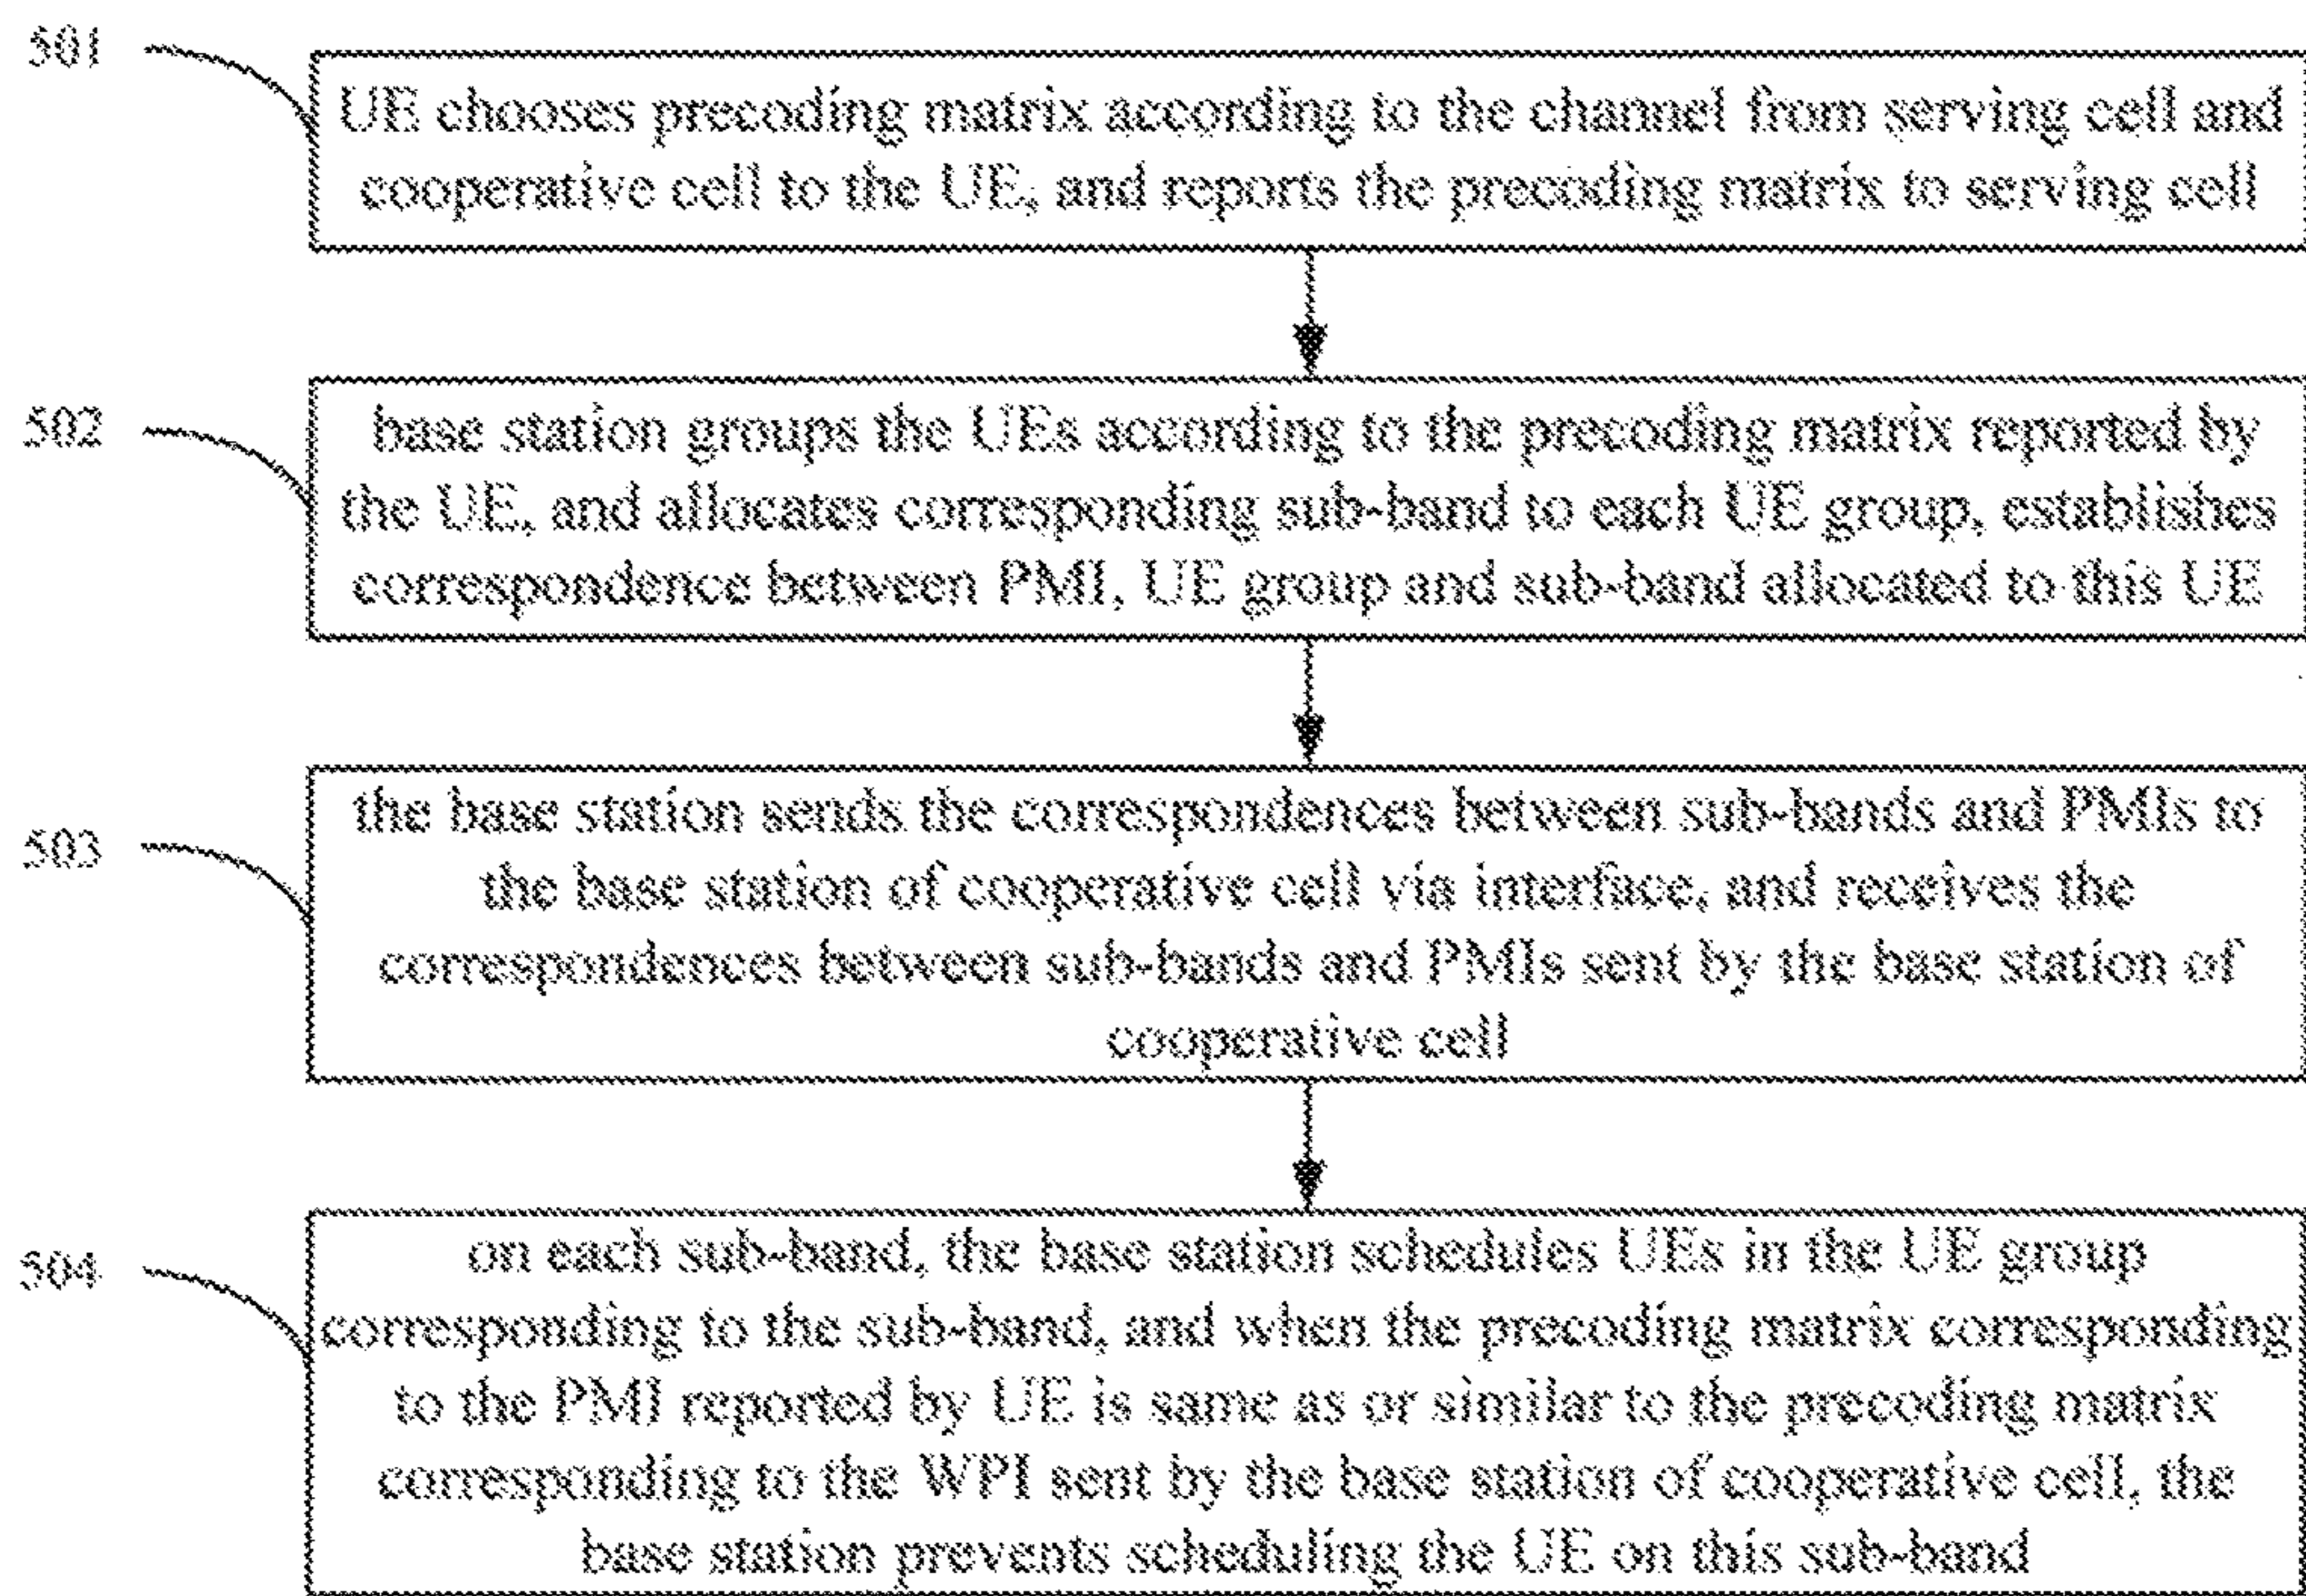 501
UE chooses precoding matrix according to the channel from serving cell and
cooperative cell to the UE, and reports the precoding matrix to serving cell
502
base station groups the UEs according to the precoding matrix reported by
the UE, and allocates corresponding sub-band to each UE group, establishes
correspondence between PMI, UE group and sub-band allocated to this UE
503
the base station sends the correspondences between sub-bands and PMIs to
the base station of cooperative cell via interface, and receives the
correspondences between sub-bands and PMIs sent by the base station of
cooperative cell
504
on each sub-band, the base station schedules UEs in the UE group
corresponding to the sub-band, and when the precoding matrix corresponding
to the PMI reported by UE is same as or similar to the precoding matrix
corresponding to the WPI sent by the base station of cooperative cell, the
base station prevents scheduling the UE on this sub-band